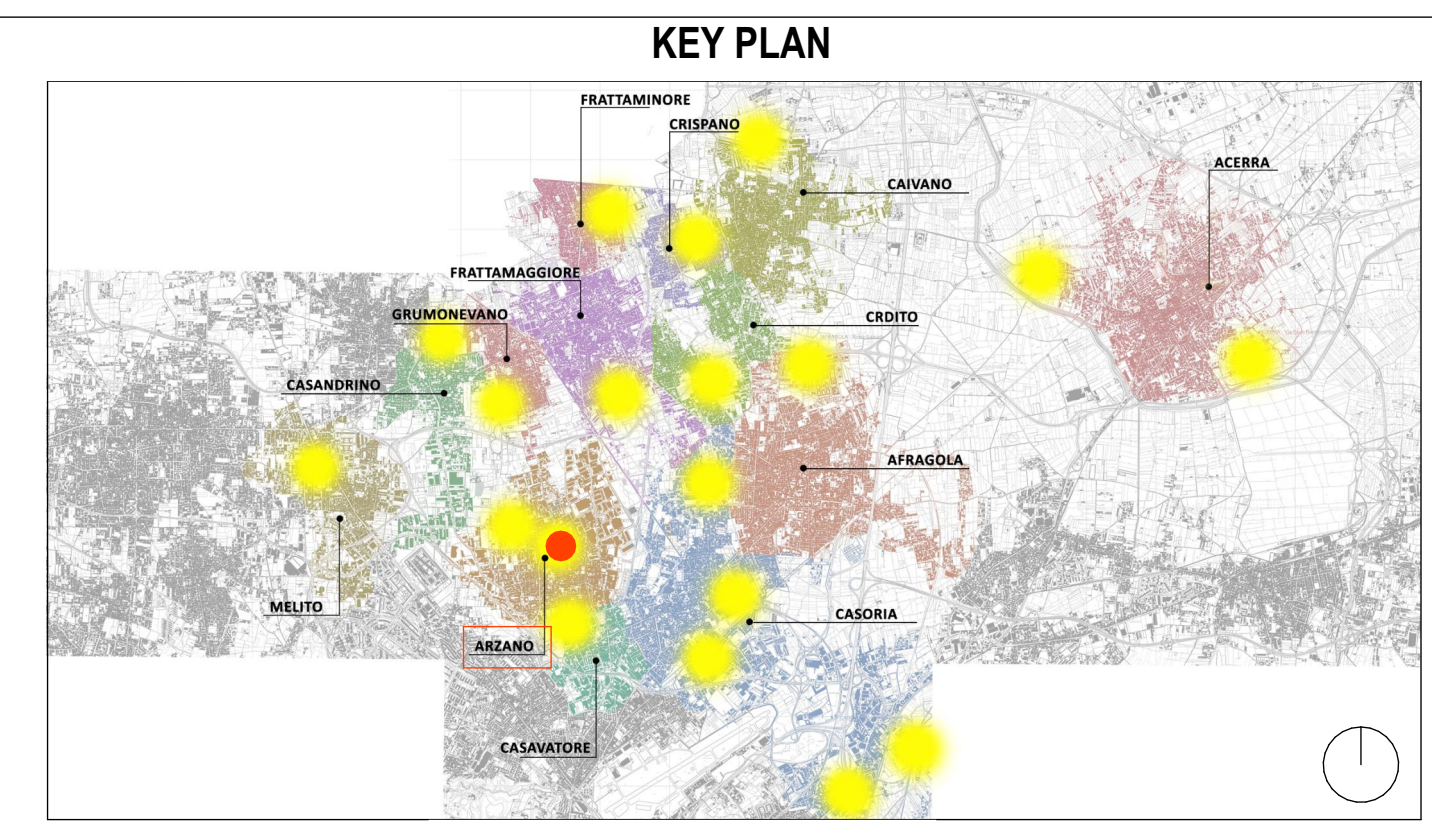 KEY PLAN
FRATTAMINORE
CRISPANO
ACERRA
CAIVANO
FRATTAMAGGIORE
GRUMONEVANO
CRDITO
CASANDRINO
AFRAGOLA
MELITO
CASORIA
ARZANO
CASAVATORE